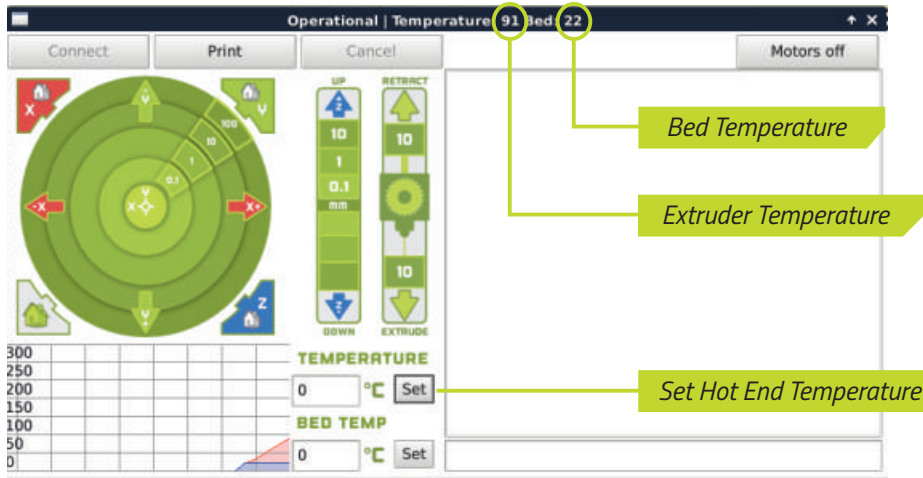 Operational | Temperature: 91 Bed: 22
Connect
Print
Cancel
Motors off
X
Y
Y
100
10
1
0.1
-X
Y
X
X+
Y
Z
UP
Z
10
1
0.1
mm
Z
DOWN
RETRACT
10
10
EXTRUDE
Bed Temperature
Extruder Temperature
300
250
200
150
100
50
0
TEMPERATURE
0 °C Set
BED TEMP
0 °C Set
Set Hot End Temperature